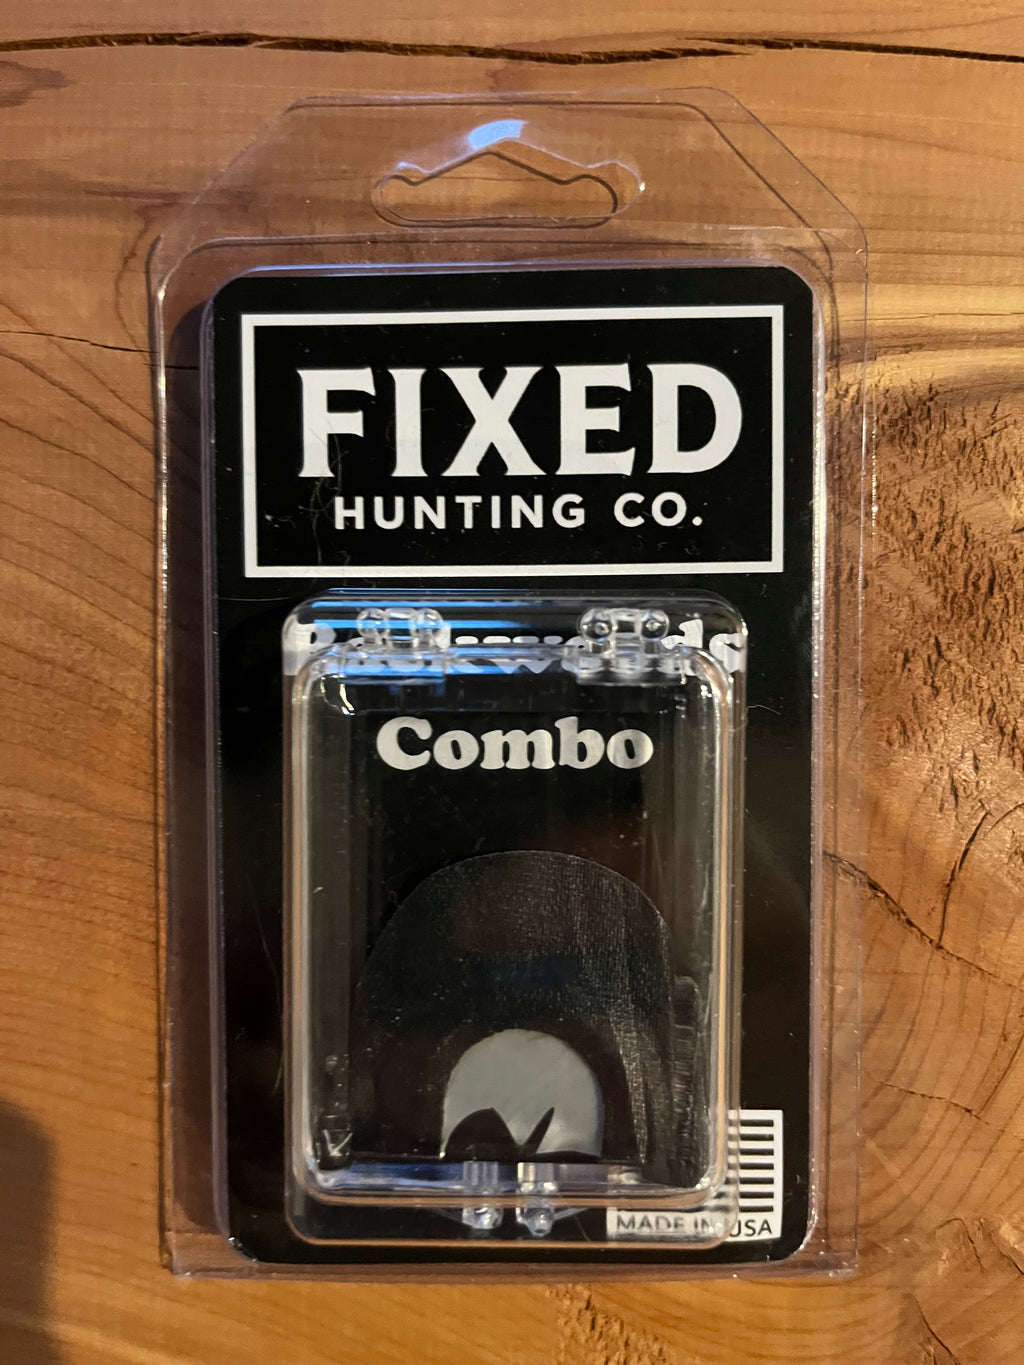 FIXED
HUNTING CO.
Combo
MADE IN USA